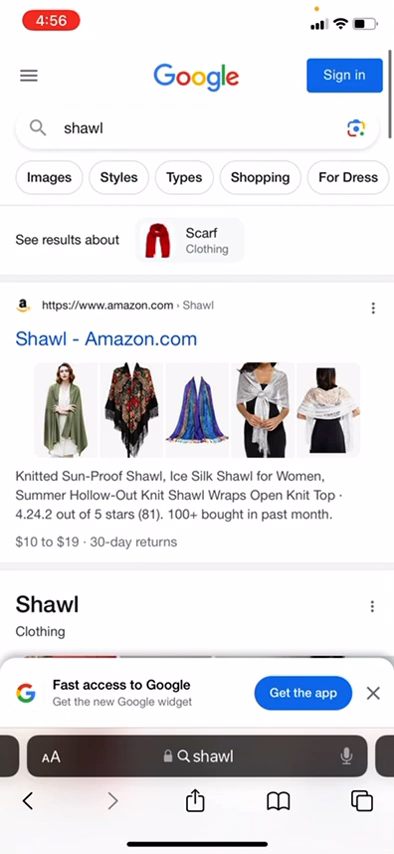 4:56
Google
Sign in
shawl
Images
Styles
Types
Shopping
For Dress
See results about
Scarf
Clothing
a
https://www.amazon.com › Shawl
Shawl - Amazon.com
Knitted Sun-Proof Shawl, Ice Silk Shawl for Women,
Summer Hollow-Out Knit Shawl Wraps Open Knit Top ·
4.24.2 out of 5 stars (81). 100+ bought in past month.
$10 to $19 · 30-day returns
Shawl
Clothing
G
Fast access to Google
Get the new Google widget
Get the app
AA
shawl